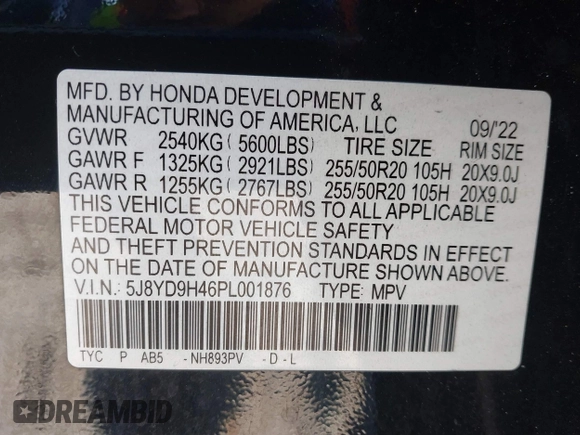 MFD. BY HONDA DEVELOPMENT &
MANUFACTURING OF AMERICA, LLC 09/'22
GVWR 2540KG ( 5600LBS) TIRE SIZE RIM SIZE
GAWR F 1325KG ( 2921LBS) 255/50R20 105H 20X9.0J
GAWR R 1255KG ( 2767LBS) 255/50R20 105H 20X9.0J
THIS VEHICLE CONFORMS TO ALL APPLICABLE
FEDERAL MOTOR VEHICLE SAFETY
AND THEFT PREVENTION STANDARDS IN EFFECT
ON THE DATE OF MANUFACTURE SHOWN ABOVE.
V.I.N.: 5J8YD9H46PL001876 TYPE: MPV
TYC P AB5 -NH893PV -D-L
DREAMBID